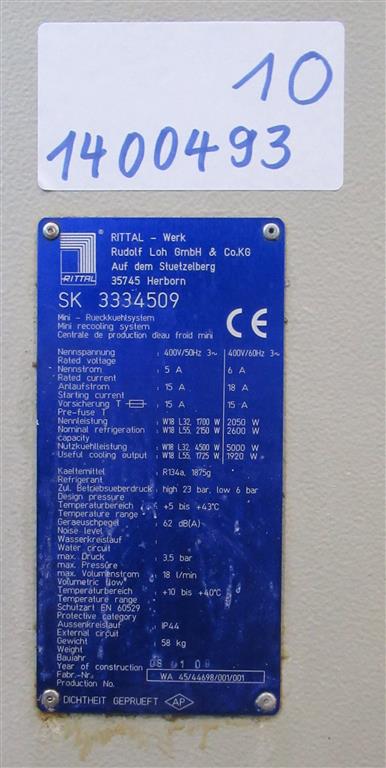 10
1400493
RITTAL
®
RITTAL - Werk
Rudolf Loh GmbH & Co.KG
Auf dem Stuetzelberg
35745 Herborn
SK 3334509
Mini - Rueckkuehlsystem
Mini recooling system
Centrale de production d'eau froid mini
CE
Nennspannung : 400V/50Hz 3~ 400V/60Hz 3~
Rated voltage
Nennstrom : 5 A 6 A
Rated current
Anlaufstrom : 15 A 18 A
Starting current
Vorsicherung T : 15 A 15 A
Pre-fuse T
Nennleistung : W18 L32, 1700 W 2050 W
Nominal refrigeration : W18 L55, 2150 W 2600 W
capacity
Nutzkuehlleistung : W18 L32, 4500 W 5000 W
Useful cooling output : W18 L55, 1725 W 1920 W
Kaeltemittel : R134a, 1875g
Refrigerant
Zul. Betriebsueberdruck : high 23 bar, low 6 bar
Design pressure
Temperaturbereich : +5 bis +43°C
Temperature range
Geraeuschpegel : 62 dB(A)
Noise level
Wasserkreislauf :
Water circuit
max. Druck : 3,5 bar
max. Pressure
max. Volumenstrom : 18 l/min
Volumetric flow
Temperaturbereich : +10 bis +40°C
Temperature range
Schutzart EN 60529
Protective category
Aussenkreislauf : IP44
External circuit
Gewicht : 58 kg
Weight
Baujahr
Year of construction
Fabr.-Nr. : WA 45/44698/001/001
Production No.
DICHTHEIT GEPRUEFT AP